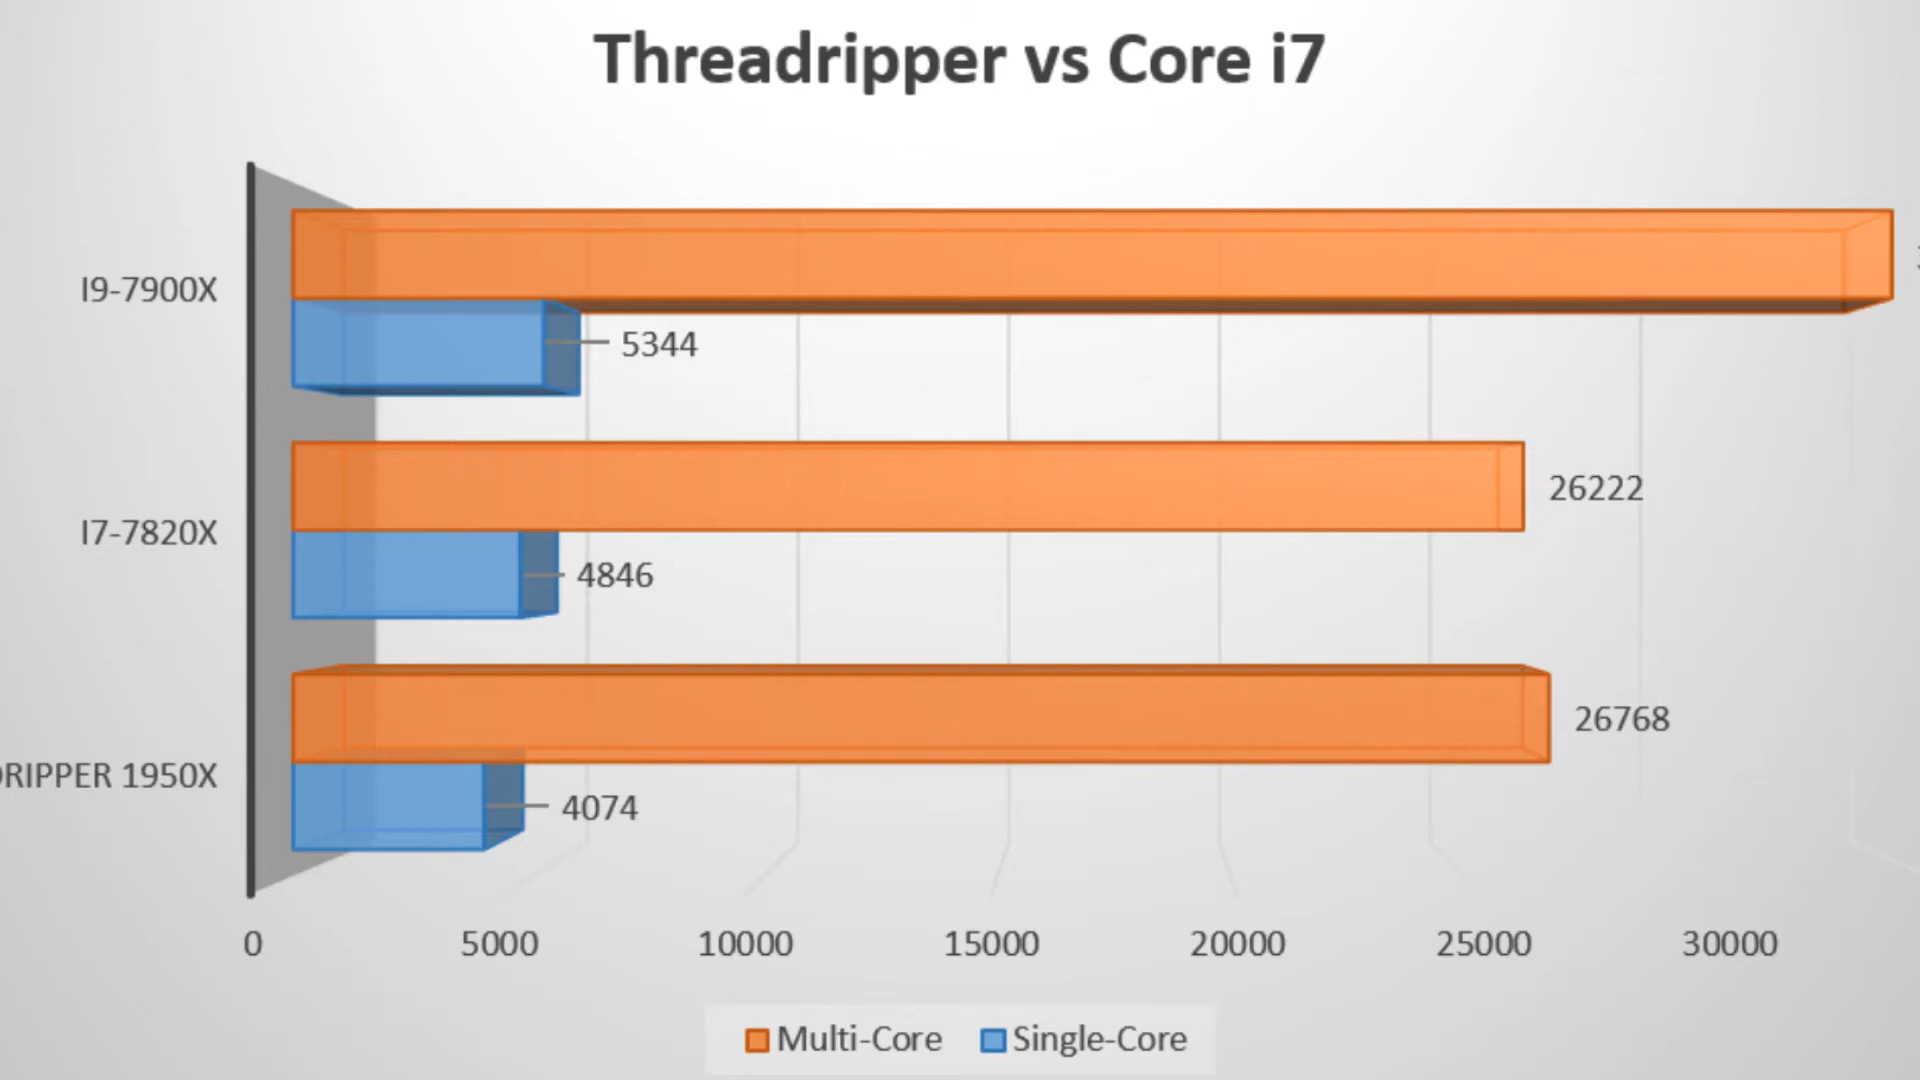 Threadripper vs Core i7
I9-7900X
5344
I7-7820X
26222
4846
26768
DRIPPER 1950X
4074
0 5000 10000 15000 20000 25000 30000
Multi-Core Single-Core